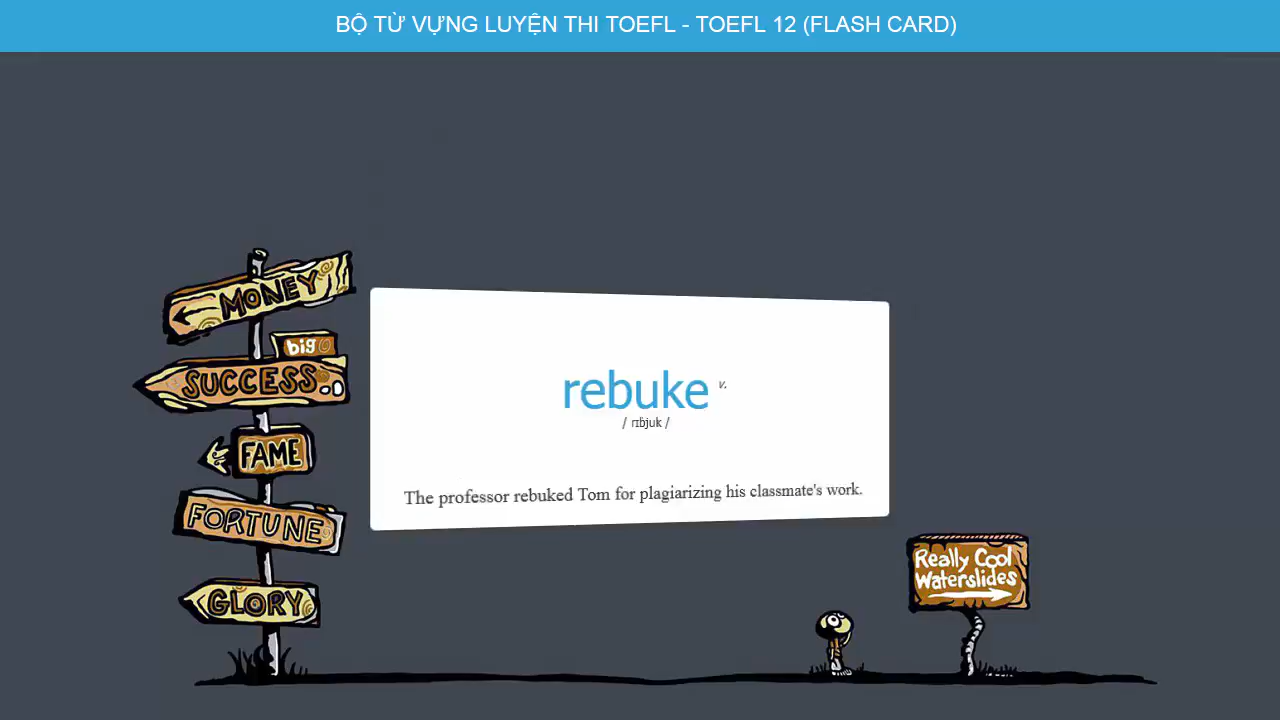 BỘ TỪ VỰNG LUYỆN THI TOEFL - TOEFL 12 (FLASH CARD)
MONEY
big
SUCCESS
FAME
FORTUNE
GLORY
rebuke v.
/ rɪbjuk /
The professor rebuked Tom for plagiarizing his classmate's work.
Really Cool
Waterslides